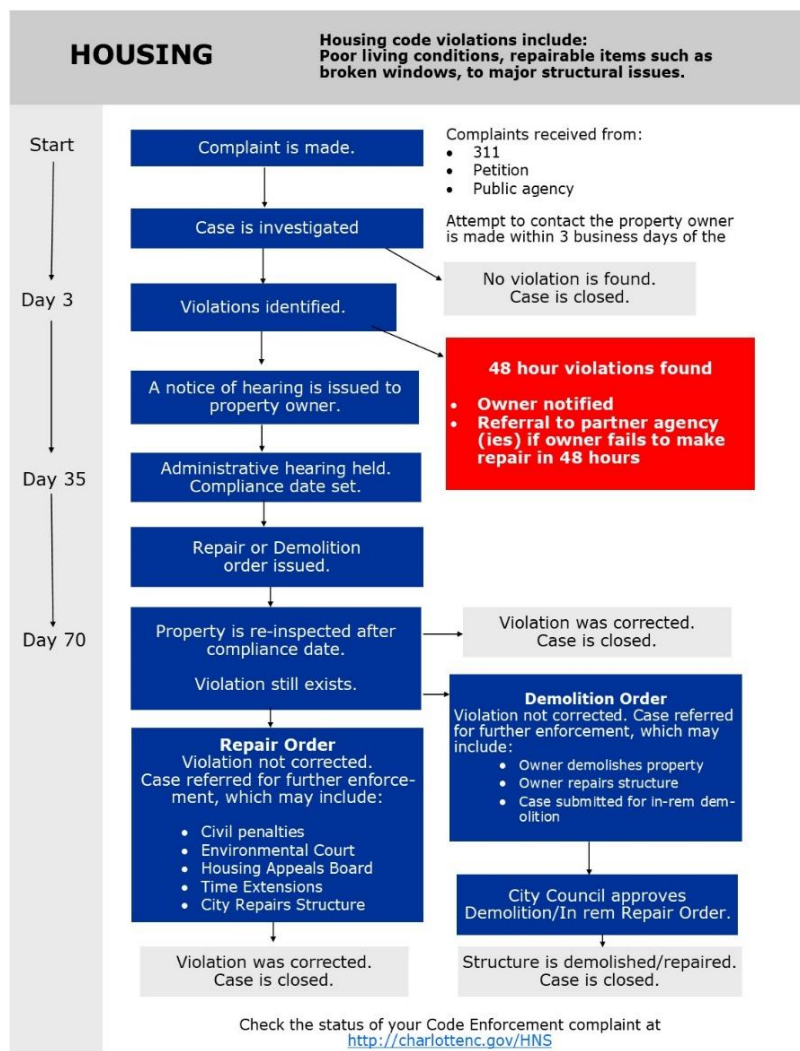 HOUSING
Housing code violations include:
Poor living conditions, repairable items such as
broken windows, to major structural issues.
Start
Complaint is made.
Complaints received from:
• 311
• Petition
• Public agency
Case is investigated
Attempt to contact the property owner
is made within 3 business days of the
No violation is found.
Case is closed.
Day 3
Violations identified.
48 hour violations found
• Owner notified
• Referral to partner agency
(ies) if owner fails to make
repair in 48 hours
A notice of hearing is issued to
property owner.
Day 35
Administrative hearing held.
Compliance date set.
Repair or Demolition
order issued.
Day 70
Property is re-inspected after
compliance date.
Violation still exists.
Violation was corrected.
Case is closed.
Demolition Order
Violation not corrected. Case referred
for further enforcement, which may
include:
• Owner demolishes property
• Owner repairs structure
• Case submitted for in-rem dem-
olition
Repair Order
Violation not corrected.
Case referred for further enforce-
ment, which may include:
• Civil penalties
• Environmental Court
• Housing Appeals Board
• Time Extensions
• City Repairs Structure
City Council approves
Demolition/In rem Repair Order.
Violation was corrected.
Case is closed.
Structure is demolished/repaired.
Case is closed.
Check the status of your Code Enforcement complaint at
http://charlottenc.gov/HNS